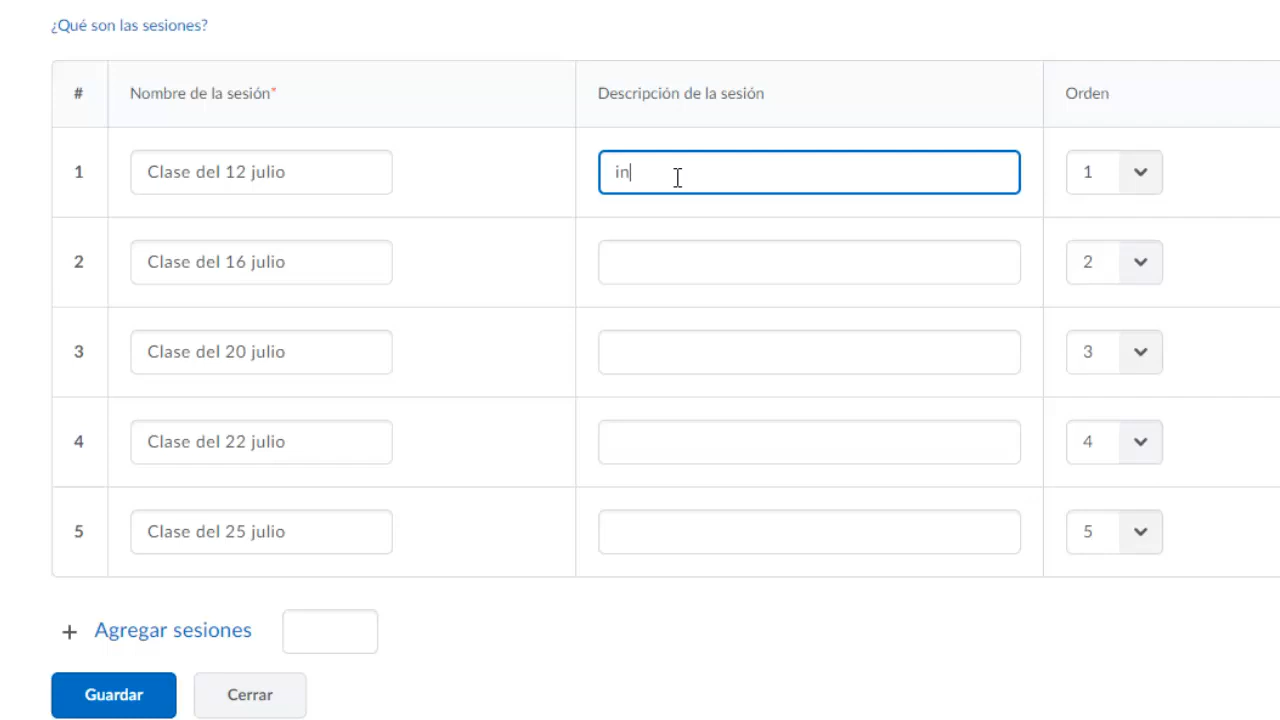 ¿Qué son las sesiones?
# Nombre de la sesión* Descripción de la sesión Orden
1 Clase del 12 julio in 1
2 Clase del 16 julio 2
3 Clase del 20 julio 3
4 Clase del 22 julio 4
5 Clase del 25 julio 5
+ Agregar sesiones
Guardar Cerrar